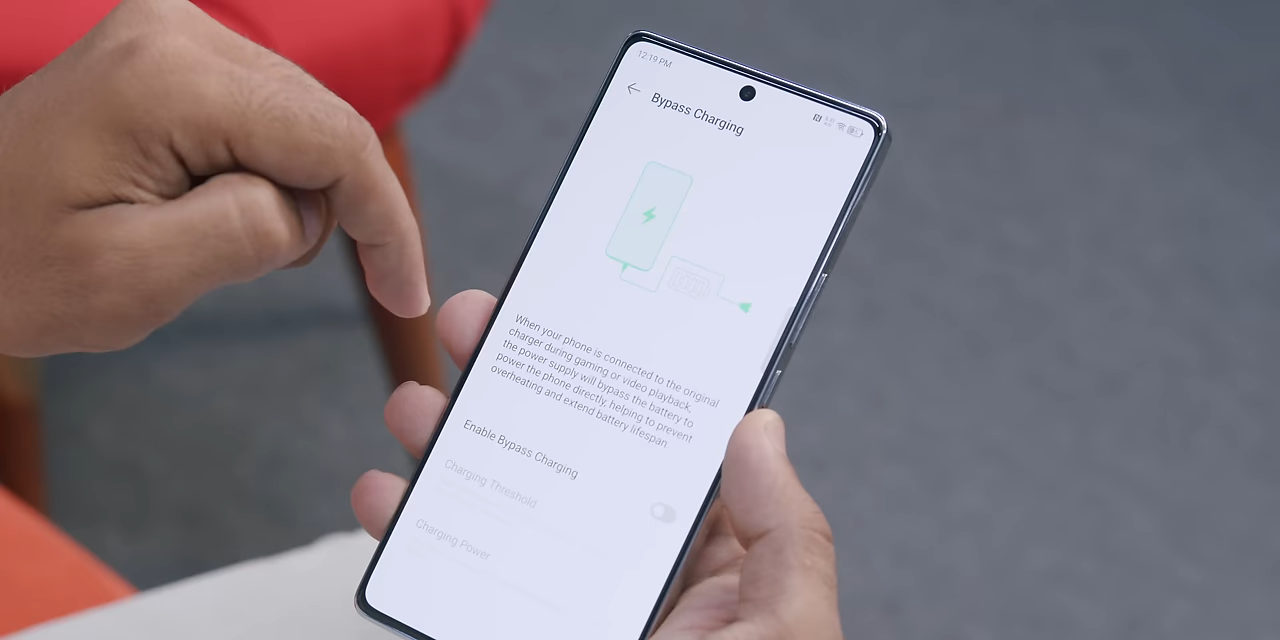 12:19 PM
Bypass Charging
When your phone is connected to the original
charger during gaming or video playback,
the power supply will bypass the battery to
power the phone directly, helping to prevent
overheating and extend battery lifespan.
Enable Bypass Charging
Charging Threshold
Charging Power